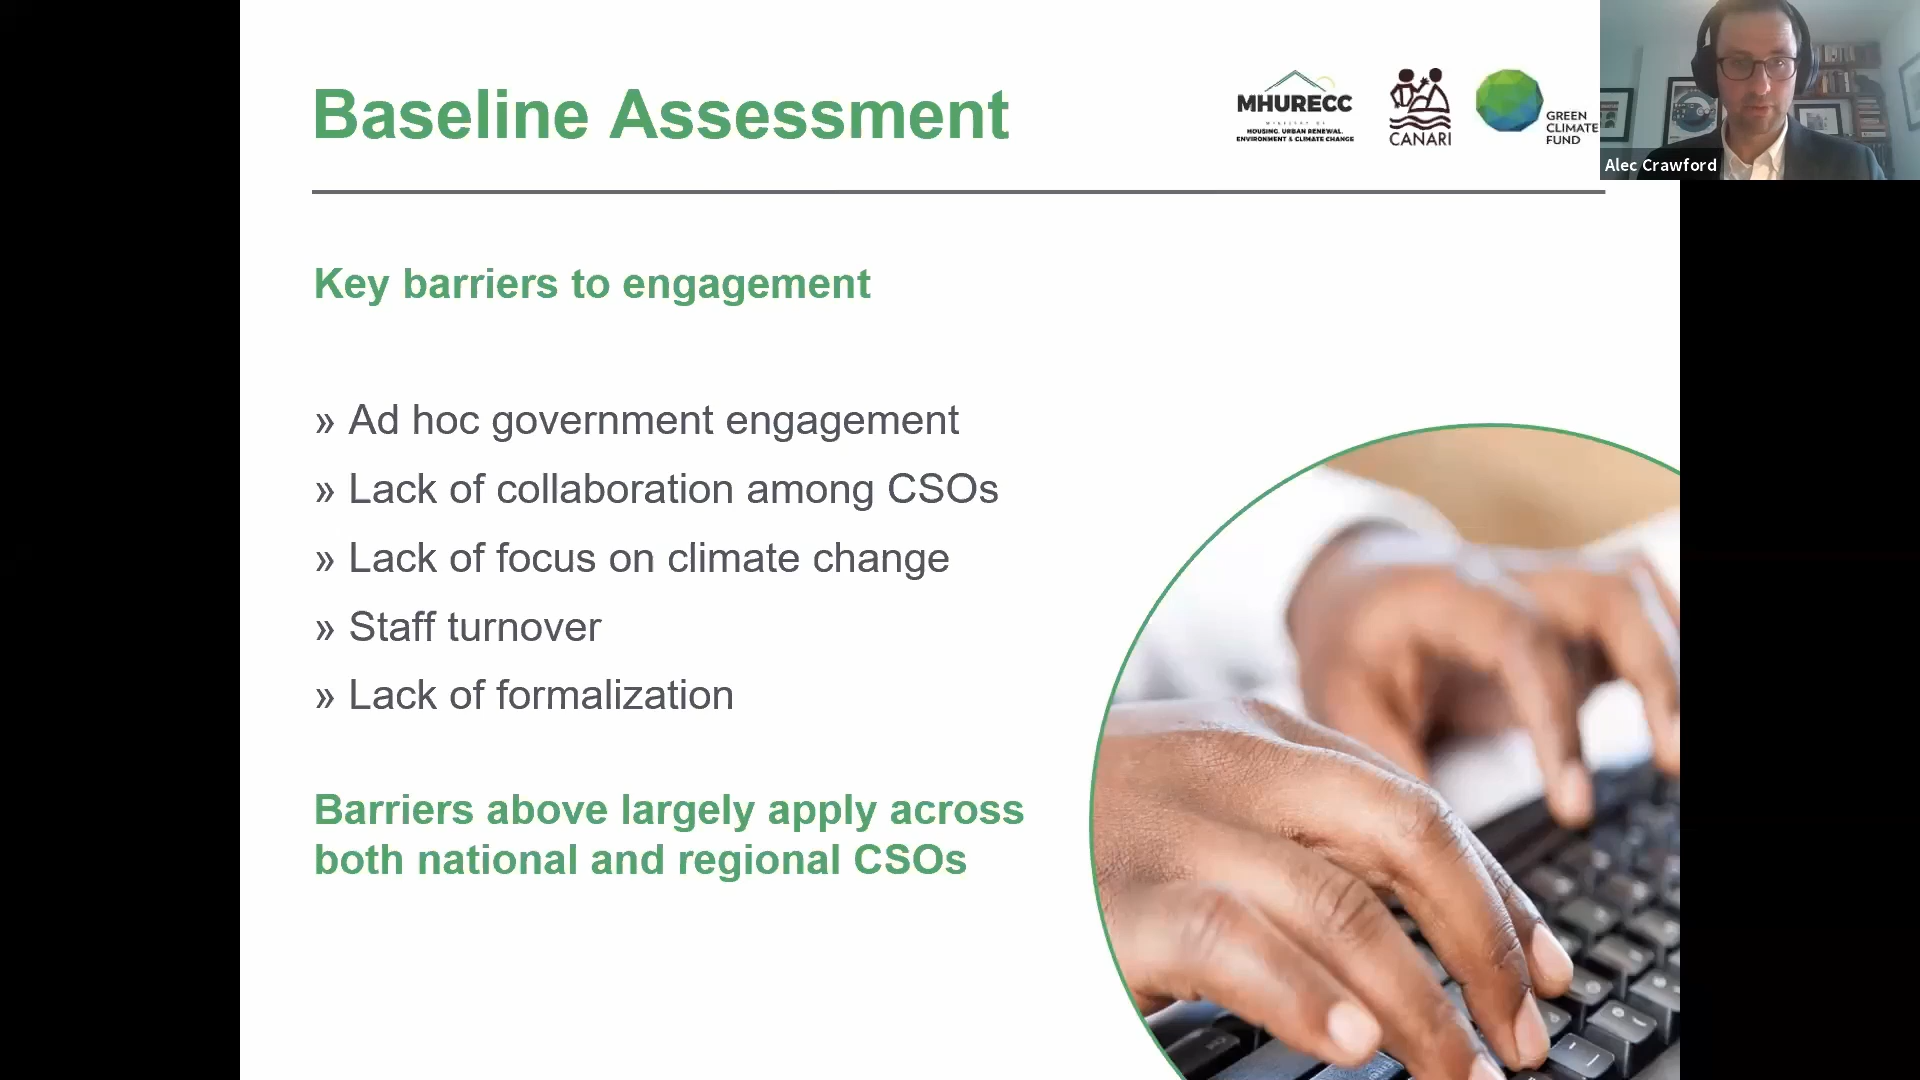 Baseline Assessment
MHURECC
MINISTRY OF
HOUSING, URBAN RENEWAL,
ENVIRONMENT & CLIMATE CHANGE
CANARI
GREEN
CLIMATE
FUND
Alec Crawford
Key barriers to engagement
» Ad hoc government engagement
» Lack of collaboration among CSOs
» Lack of focus on climate change
» Staff turnover
» Lack of formalization
Barriers above largely apply across
both national and regional CSOs